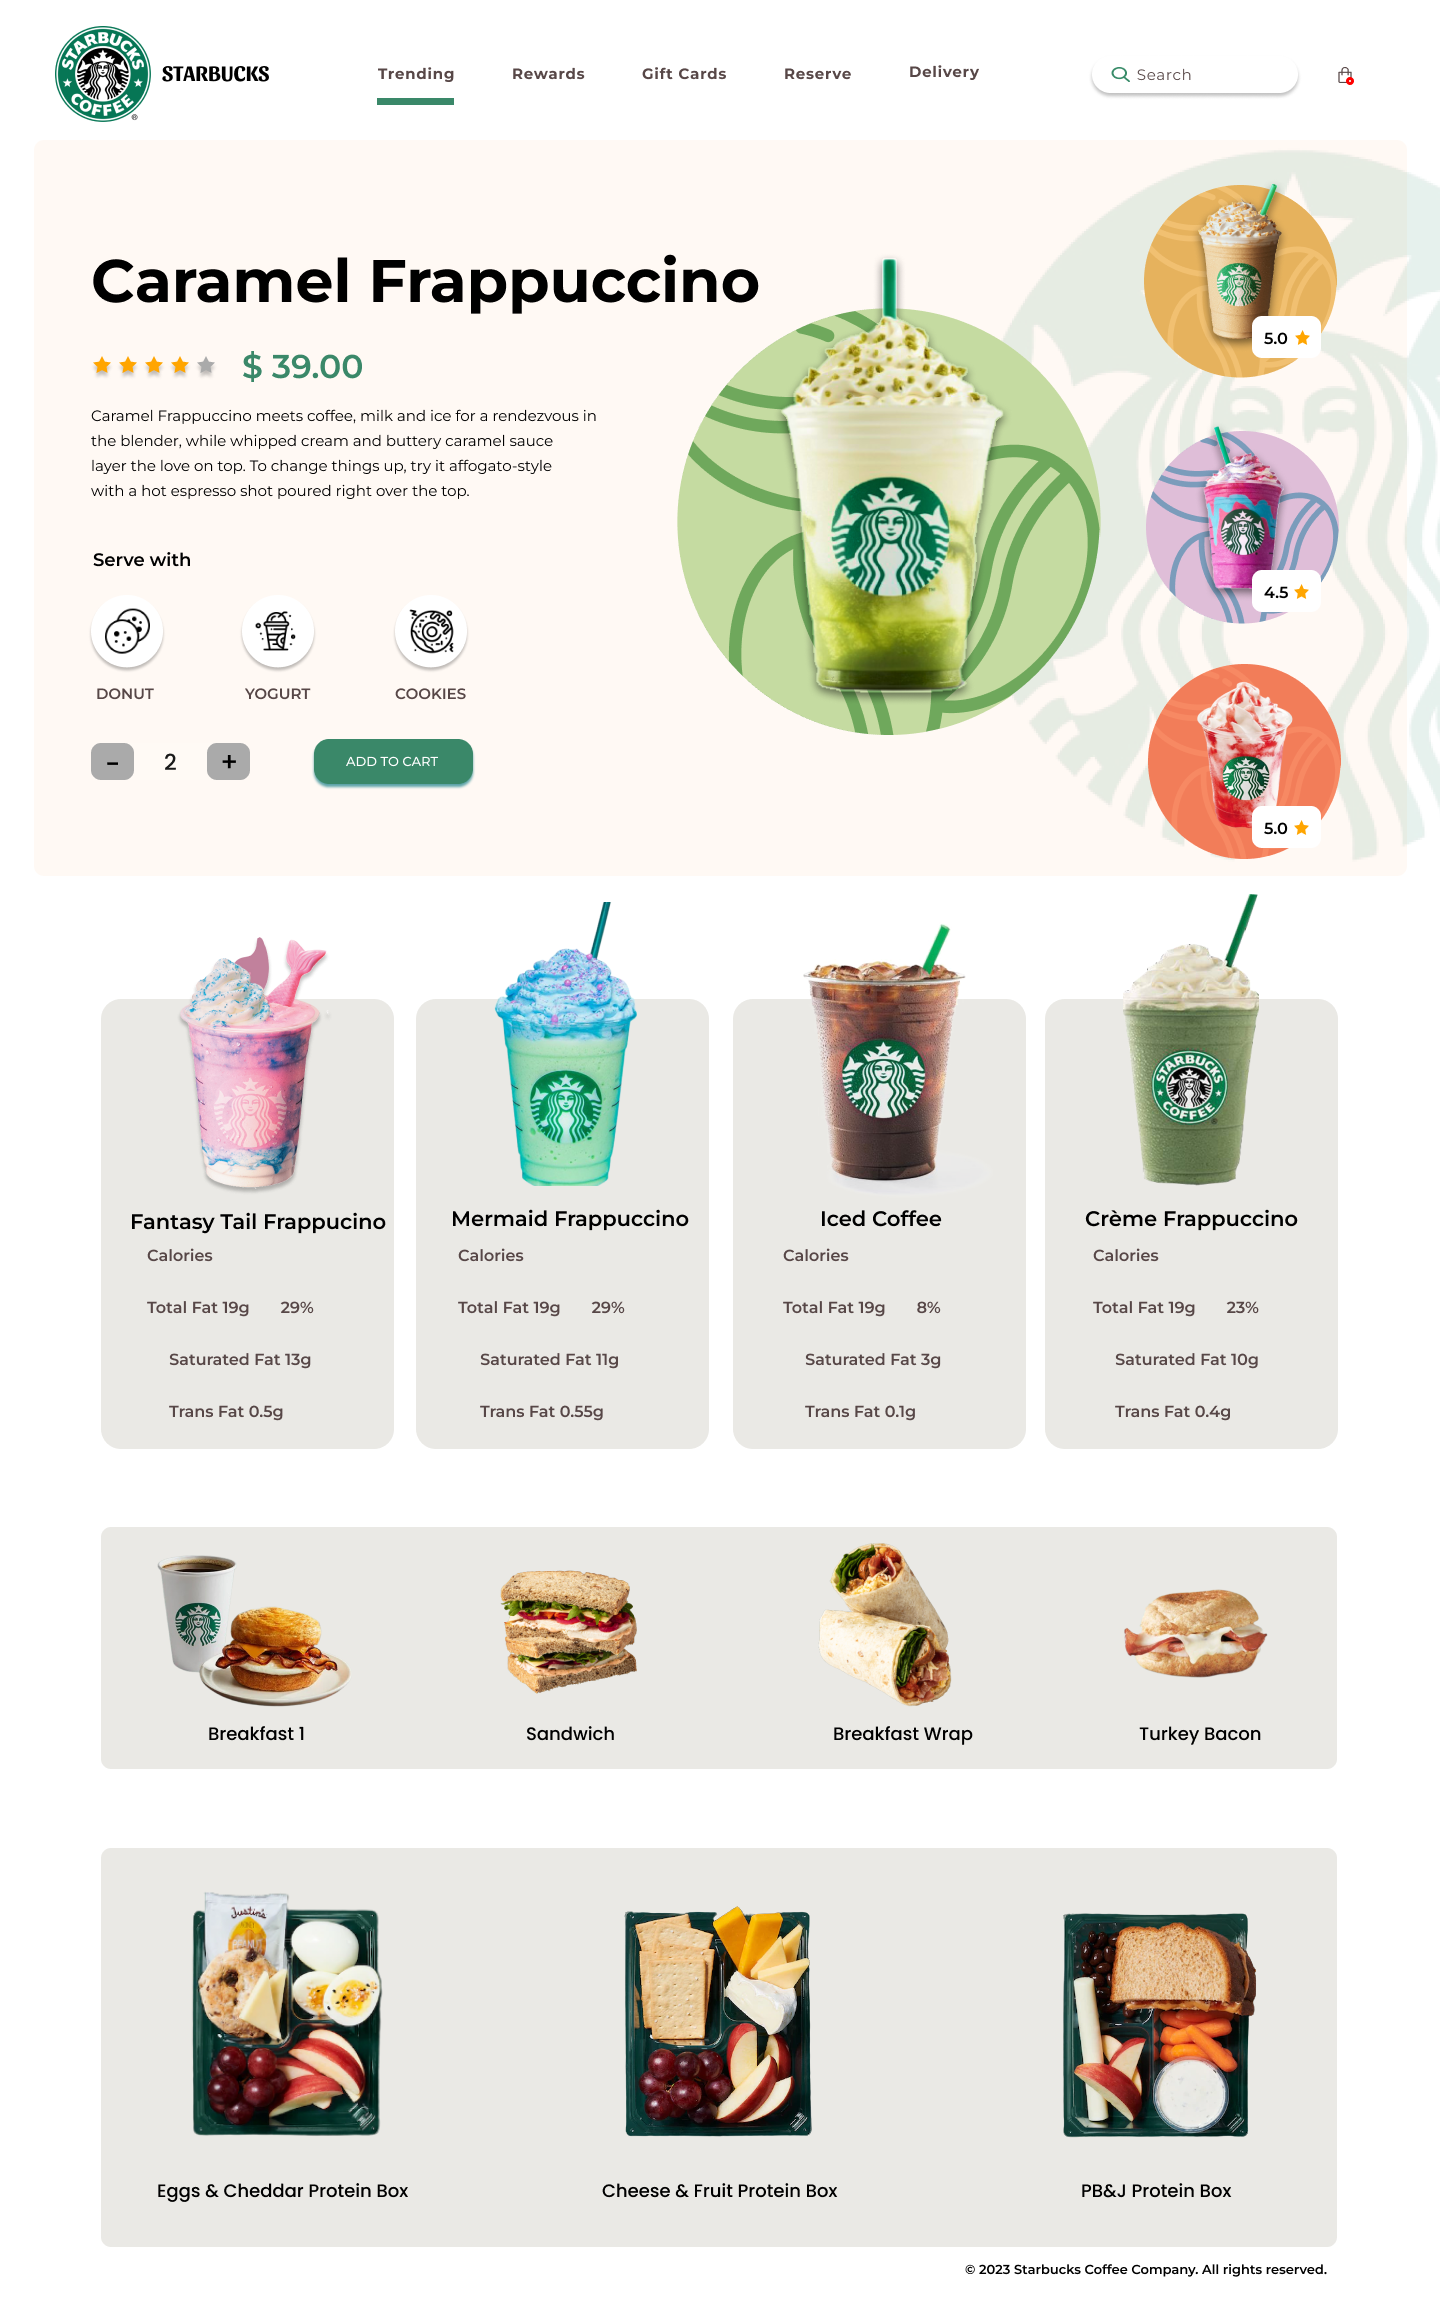 STARBUCKS
COFFEE
®
STARBUCKS
Trending
Rewards
Gift Cards
Reserve
Delivery
Search
Caramel Frappuccino
$ 39.00
Caramel Frappuccino meets coffee, milk and ice for a rendezvous in
the blender, while whipped cream and buttery caramel sauce
layer the love on top. To change things up, try it affogato-style
with a hot espresso shot poured right over the top.
Serve with
DONUT
YOGURT
COOKIES
-
2
+
ADD TO CART
5.0
4.5
5.0
STARBUCKS
COFFEE
Fantasy Tail Frappucino
Calories
Total Fat 19g 29%
Saturated Fat 13g
Trans Fat 0.5g
Mermaid Frappuccino
Calories
Total Fat 19g 29%
Saturated Fat 11g
Trans Fat 0.55g
Iced Coffee
Calories
Total Fat 19g 8%
Saturated Fat 3g
Trans Fat 0.1g
Crème Frappuccino
Calories
Total Fat 19g 23%
Saturated Fat 10g
Trans Fat 0.4g
Breakfast 1
Sandwich
Breakfast Wrap
Turkey Bacon
Justin's
Eggs & Cheddar Protein Box
Cheese & Fruit Protein Box
PB&J Protein Box
© 2023 Starbucks Coffee Company. All rights reserved.